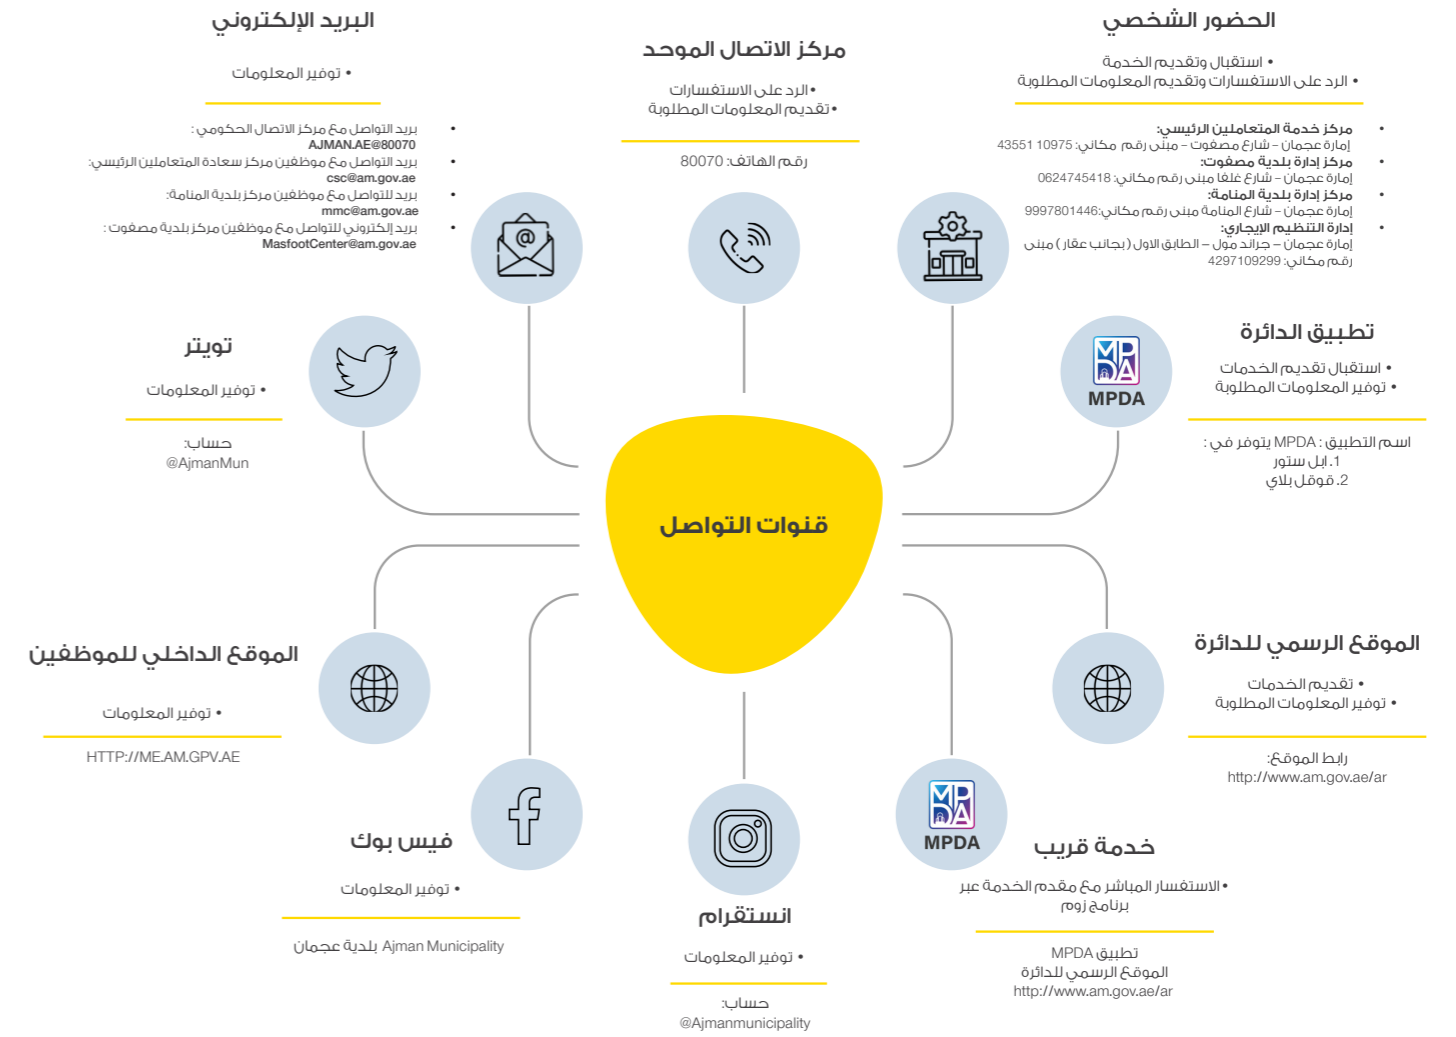 الحضور الشخصي
• استقبال وتقديم الخدمة
• الرد على الاستفسارات وتقديم المعلومات المطلوبة
• مركز خدمة المتعاملين الرئيسي:
إمارة عجمان – شارع مصفوت – مبنى رقم مكاني: 10975 43551
• مركز إدارة بلدية مصفوت:
إمارة عجمان – شارع غلفا مبنى رقم مكاني: 0624745418
• مركز إدارة بلدية المنامة:
إمارة عجمان – شارع المنامة مبنى رقم مكاني:9997801446
• إدارة التنظيم الإيجاري:
إمارة عجمان – جراند مول – الطابق الاول ( بجانب عقار ) مبنى
رقم مكاني: 4297109299
مركز الاتصال الموحد
•الرد على الاستفسارات
•تقديم المعلومات المطلوبة
رقم الهاتف: 80070
البريد الإلكتروني
• توفير المعلومات
• بريد التواصل مع مركز الاتصال الحكومي :
AJMAN.AE@80070
• بريد التواصل مع موظفين مركز سعادة المتعاملين الرئيسي:
csc@am.gov.ae
• بريد للتواصل مع موظفين مركز بلدية المنامة:
mmc@am.gov.ae
• بريد إلكتروني للتواصل مع موظفين مركز بلدية مصفوت :
MasfootCenter@am.gov.ae
@
تطبيق الدائرة
• استقبال تقديم الخدمات
• توفير المعلومات المطلوبة
اسم التطبيق : MPDA يتوفر في :
1. ابل ستور
2. قوقل بلاي
MPDA
MPDA
تويتر
• توفير المعلومات
حساب:
@AjmanMun
قنوات التواصل
الموقع الرسمي للدائرة
• تقديم الخدمات
• توفير المعلومات المطلوبة
رابط الموقع:
http://www.am.gov.ae/ar
الموقع الداخلي للموظفين
• توفير المعلومات
HTTP://ME.AM.GPV.AE
MPDA
MPDA
خدمة قريب
•الاستفسار المباشر مع مقدم الخدمة عبر
برنامج زوم
تطبيق MPDA
الموقع الرسمي للدائرة
http://www.am.gov.ae/ar
انستقرام
• توفير المعلومات
حساب:
@Ajmanmunicipality
فيس بوك
• توفير المعلومات
Ajman Municipality بلدية عجمان